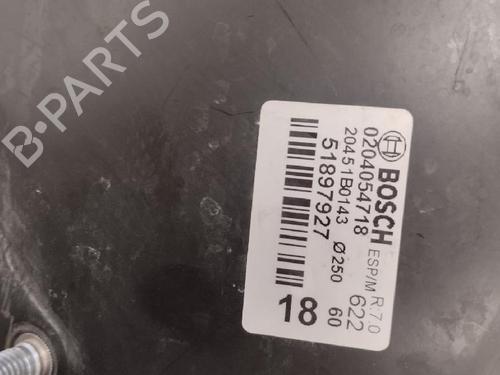 B-PARTS
BOSCH
ESP/M R:7.0
0204054718
622
20451B0143 Ø250
60
51897927
18